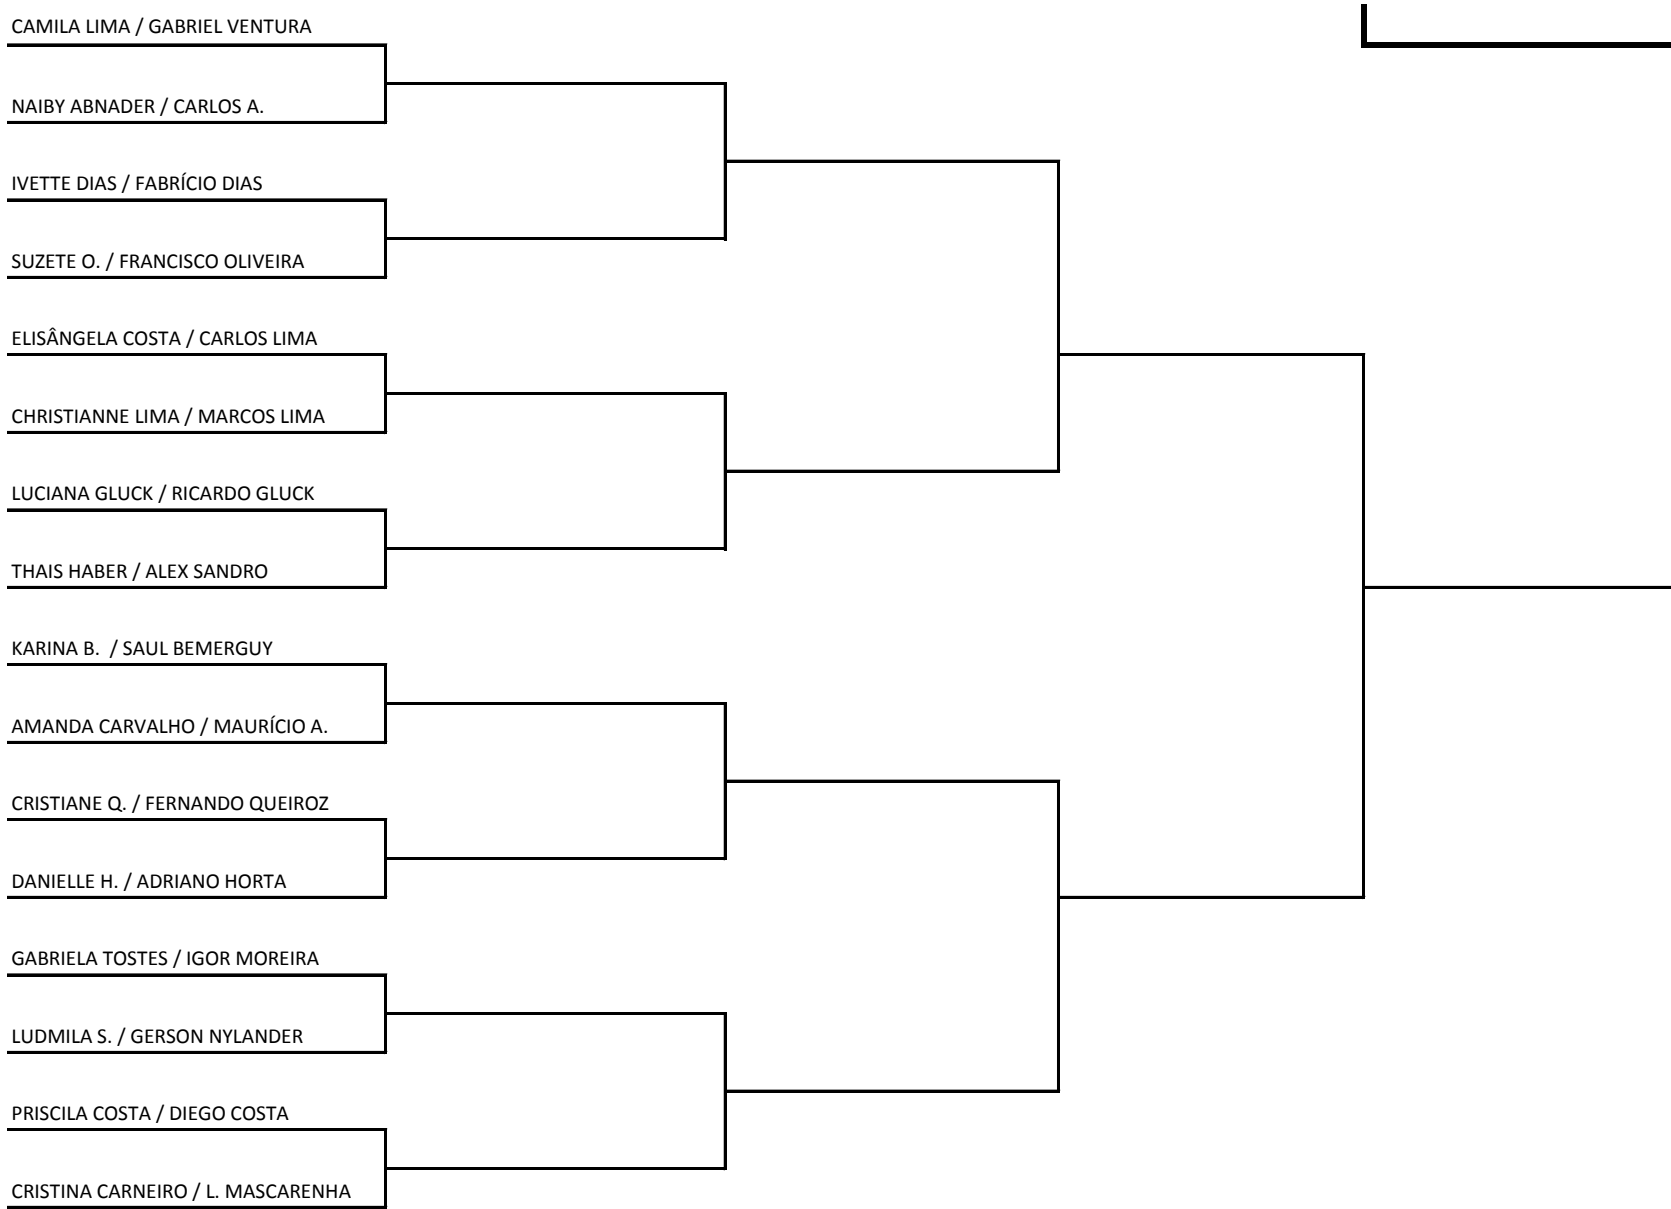 CAMILA LIMA / GABRIEL VENTURA
NAIBY ABNADER / CARLOS A.
IVETTE DIAS / FABRÍCIO DIAS
SUZETE O. / FRANCISCO OLIVEIRA
ELISÂNGELA COSTA / CARLOS LIMA
CHRISTIANNE LIMA / MARCOS LIMA
LUCIANA GLUCK / RICARDO GLUCK
THAIS HABER / ALEX SANDRO
KARINA B.  / SAUL BEMERGUY
AMANDA CARVALHO / MAURÍCIO A.
CRISTIANE Q. / FERNANDO QUEIROZ
DANIELLE H. / ADRIANO HORTA
GABRIELA TOSTES / IGOR MOREIRA
LUDMILA S. / GERSON NYLANDER
PRISCILA COSTA / DIEGO COSTA
CRISTINA CARNEIRO / L. MASCARENHA